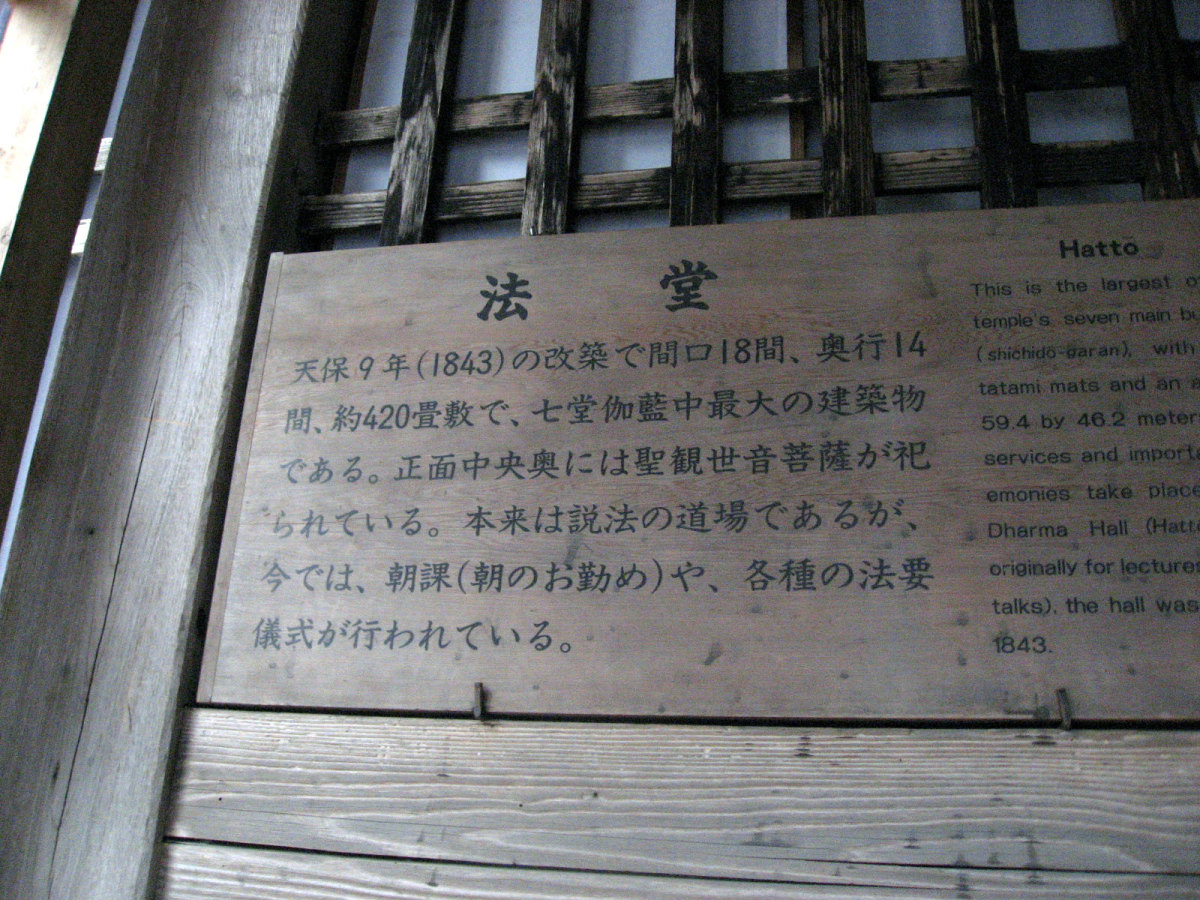 法堂
天保9年(1843)の改築で間口18間、奥行14
間、約420畳敷で、七堂伽藍中最大の建築物
である。正面中央奥には聖観世音菩薩が祀
られている。本来は説法の道場であるが、
今では、朝課(朝のお勤め)や、各種の法要
儀式が行われている。
Hattō
This is the largest
temple's seven main
(shichidō-garan), with
tatami mats and an
59.4 by 46.2
services and
emonies take place
Dharma Hall
originally for
talks), the hall was
1843.